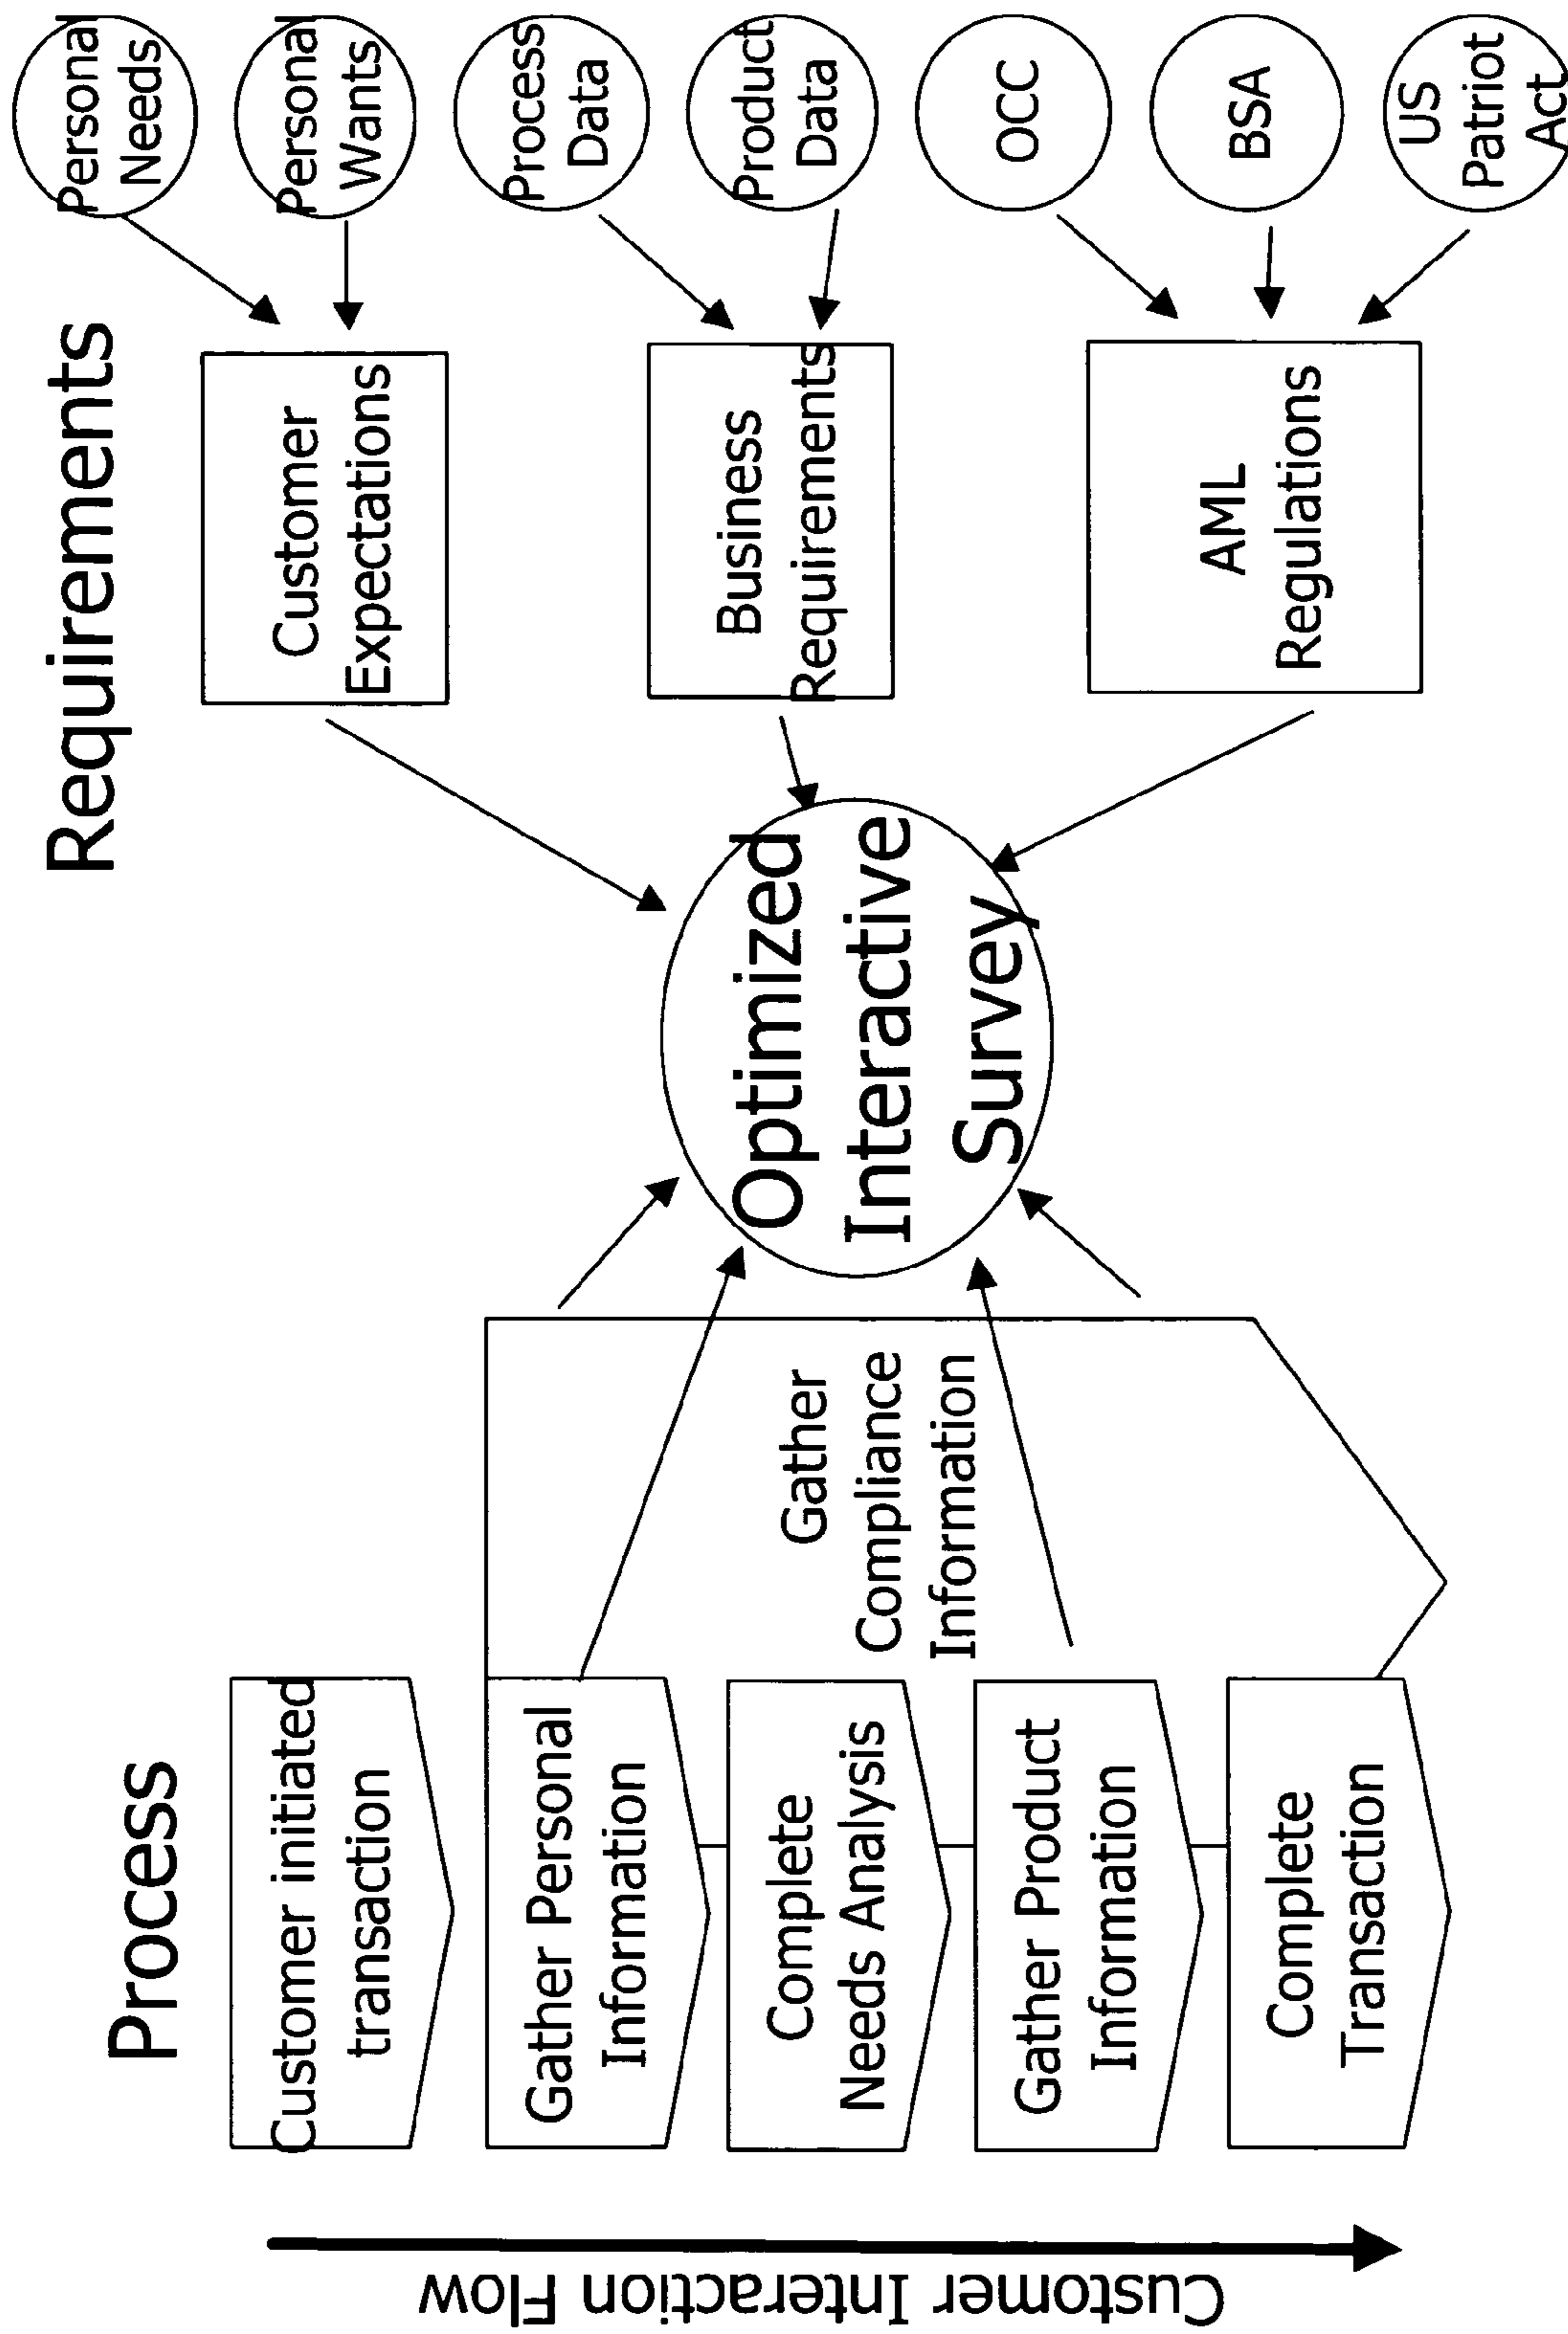 Process
Requirements
Customer Interaction Flow
Customer initiated
transaction
Gather Personal
Information
Complete
Needs Analysis
Gather Product
Information
Complete
Transaction
Gather
Compliance
Information
Optimized
Interactive
Survey
Customer
Expectations
Business
Requirements
AML
Regulations
Personal
Needs
Personal
Wants
Process
Data
Product
Data
OCC
BSA
US
Patriot
Act